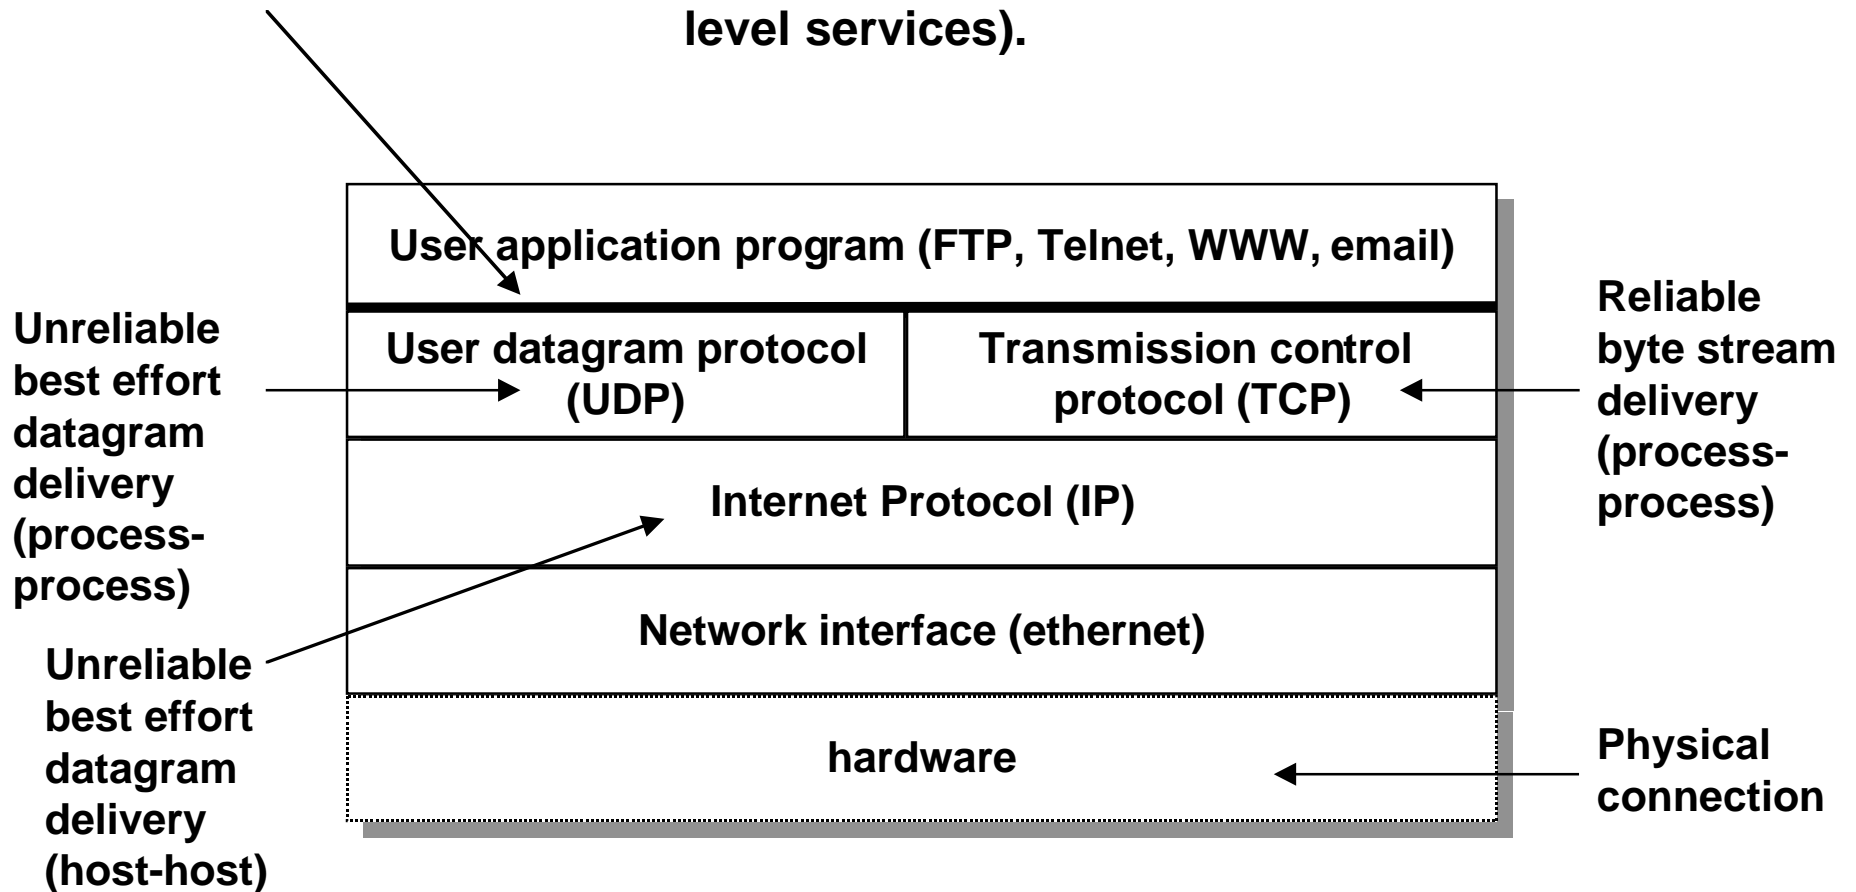 level services).
User application program (FTP, Telnet, WWW, email)
Unreliable
best effort
datagram
delivery
(process-
process)
User datagram protocol
(UDP)
Transmission control
protocol (TCP)
Reliable
byte stream
delivery
(process-
process)
Internet Protocol (IP)
Network interface (ethernet)
Unreliable
best effort
datagram
delivery
(host-host)
hardware
Physical
connection